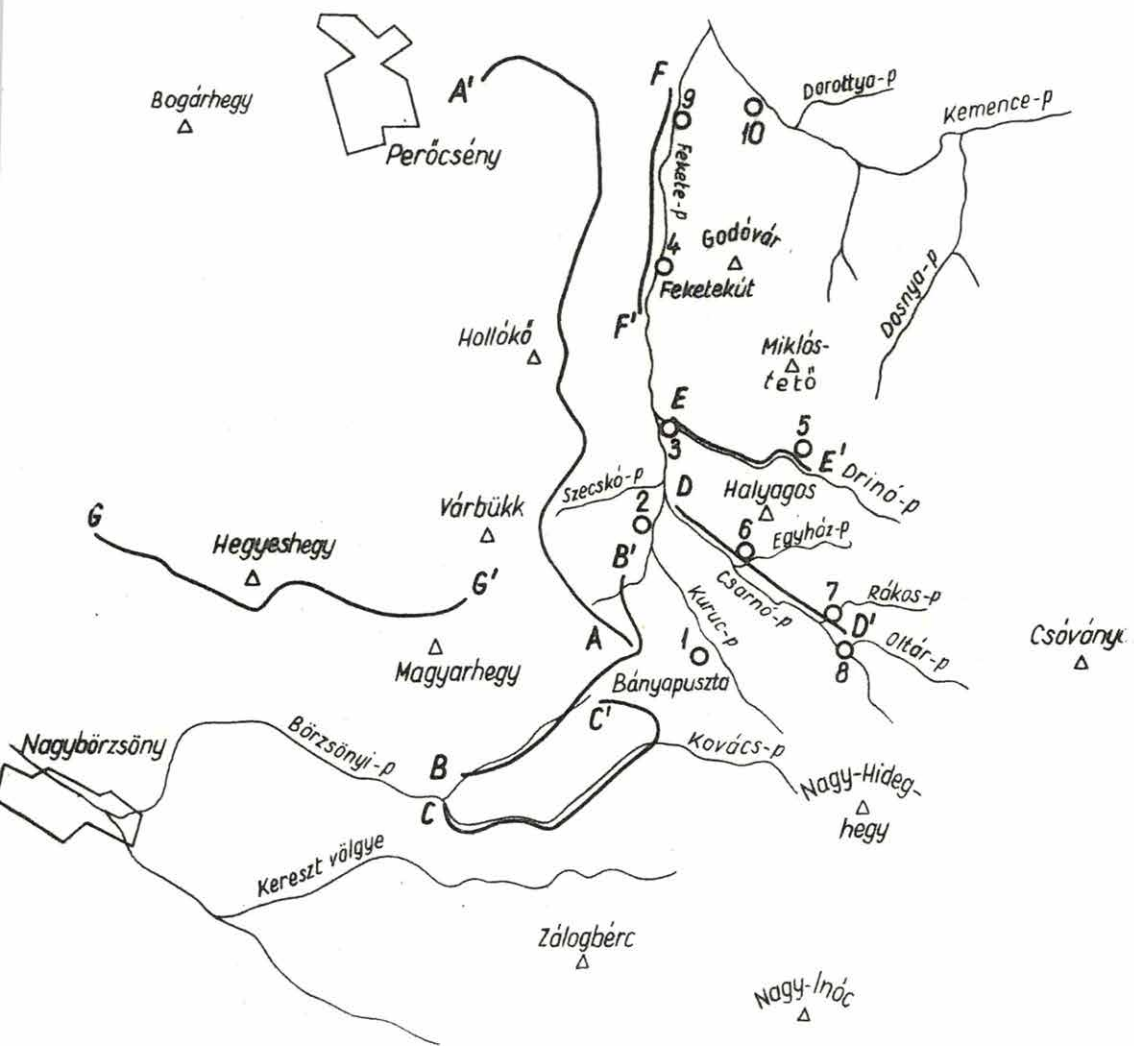 F
A'
9
10
Dorottya-p
Kemence-p
Bogárhegy
Perőcsény
Fekete-p
4
Godóvár
Feketekút
F'
Dosnya-p
Hollókő
Miklós-
tető
E
3
5
E'
Drinó-p
Szecskó-p
D
Halyagos
G
Várbükk
2
6
Egyház-p
Hegyeshegy
B'
G'
Csarnó-p
Kuruc-p
7
Rákos-p
D'
A
1
8
Oltár-p
Magyarhegy
Bányapuszta
C'
Nagybörzsöny
Börzsönyi-p
B
Kovács-p
C
Nagy-Hideg-
hegy
Kereszt völgye
Zálogbérc
Nagy-Inóc